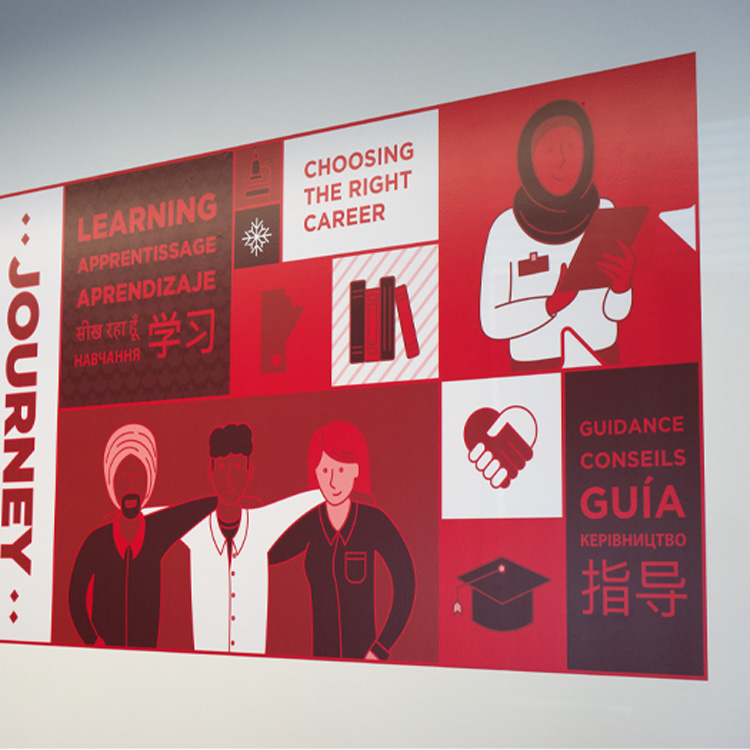 JOURNEY
LEARNING
APPRENTISSAGE
APRENDIZAJE
सीख रहा हूँ
学习
НАВЧАННЯ
CHOOSING
THE RIGHT
CAREER
GUIDANCE
CONSEILS
GUÍA
КЕРІВНИЦТВО
指导